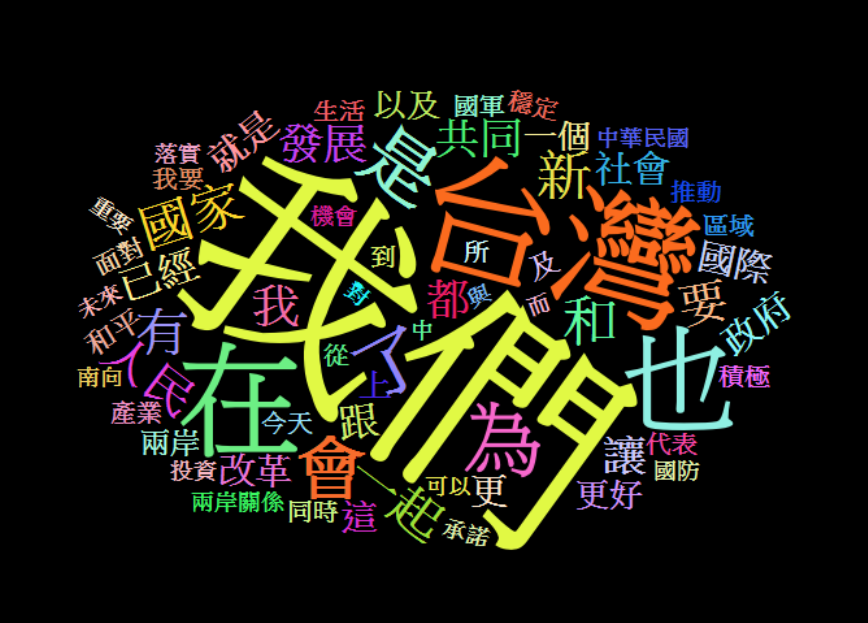 生活
以及
國軍
穩定
就是
發展
是
共同
一個
中華民國
落實
我要
新
社會
推動
重要
國家
機會
台灣
區域
面對
已經
我們
到
所
及
國際
未來
和平
有
我
對
都
與
而
和
要
政府
人民
在
從
了
中
上
也
南向
積極
產業
今天
跟
為
兩岸
讓
代表
投資
改革
會
一起
可以
更
國防
更好
兩岸關係
同時
這
承諾